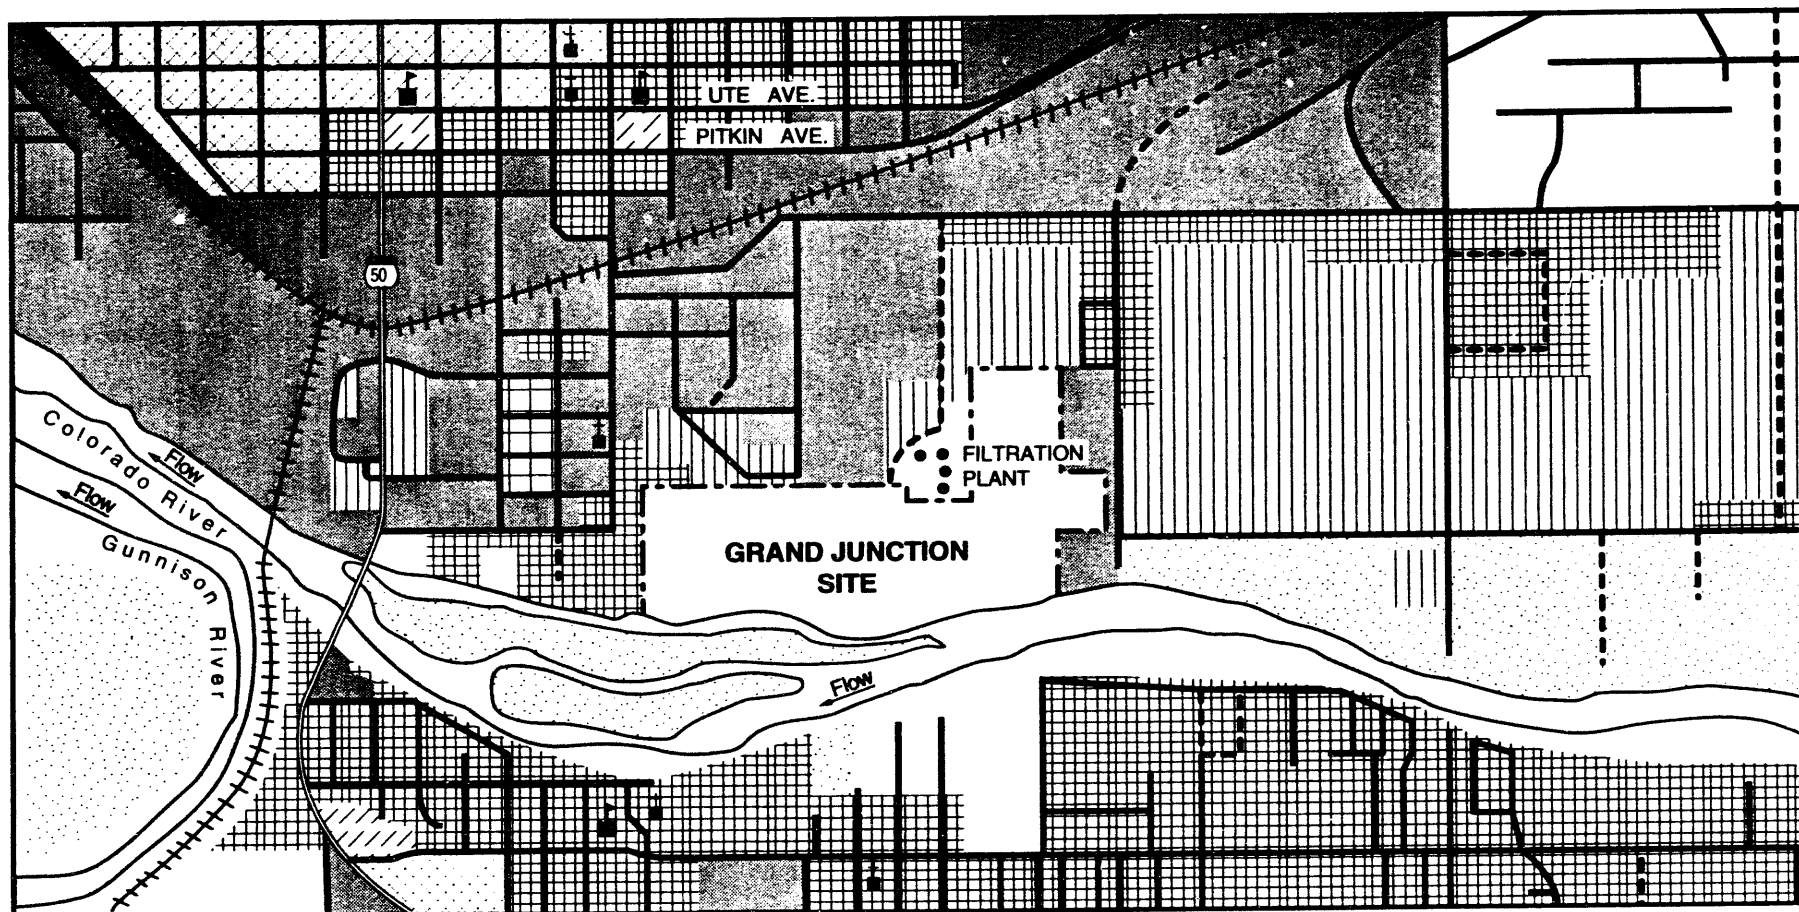 UTE AVE.
PITKIN AVE.
50
Colorado River
Flow
Flow
Gunnison River
FILTRATION
PLANT
GRAND JUNCTION
SITE
Flow